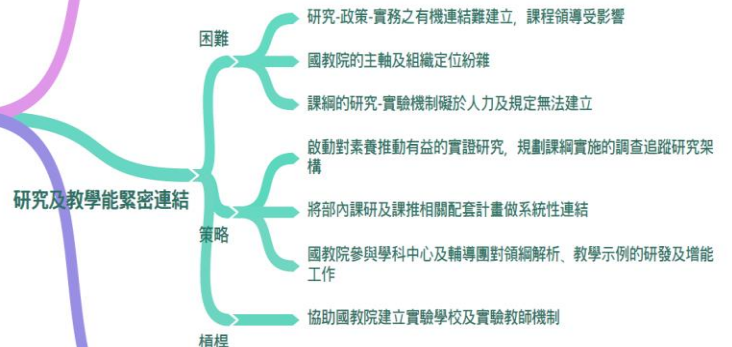 困難
研究-政策-實務之有機連結難建立，課程領導受影響
國教院的主軸及組織定位紛雜
課綱的研究-實驗機制礙於人力及規定無法建立
研究及教學能緊密連結
策略
啟動對素養推動有益的實證研究，規劃課綱實施的調查追蹤研究架
構
將部內課研及課推相關配套計畫做系統性連結
國教院參與學科中心及輔導團對領綱解析、教學示例的研發及增能
工作
槓桿
協助國教院建立實驗學校及實驗教師機制